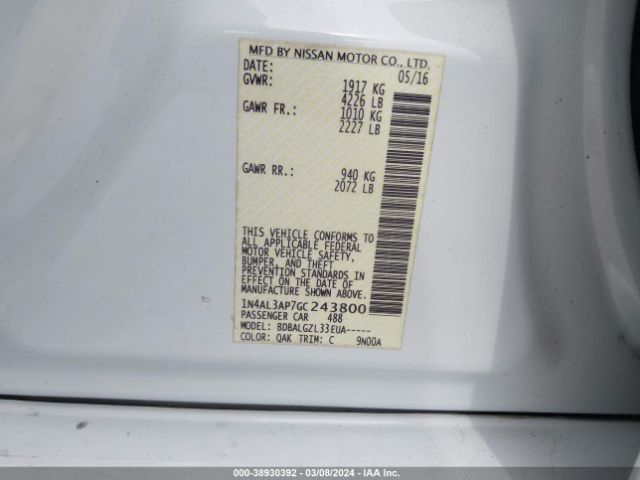 MFD BY NISSAN MOTOR CO., LTD.
DATE: 05/16
GVWR: 1917 KG
4226 LB
GAWR FR.: 1010 KG
2227 LB
GAWR RR.: 940 KG
2072 LB
THIS VEHICLE CONFORMS TO
ALL APPLICABLE FEDERAL
MOTOR VEHICLE SAFETY,
BUMPER, AND THEFT
PREVENTION STANDARDS IN
EFFECT ON THE DATE OF
MANUFACTURE SHOWN ABOVE.
1N4AL3AP7GC243800
PASSENGER CAR 488
MODEL: BDBALGZL33EUA-----
COLOR: QAK TRIM: C 9N00A
000-38930392 - 03/08/2024 - IAA Inc.